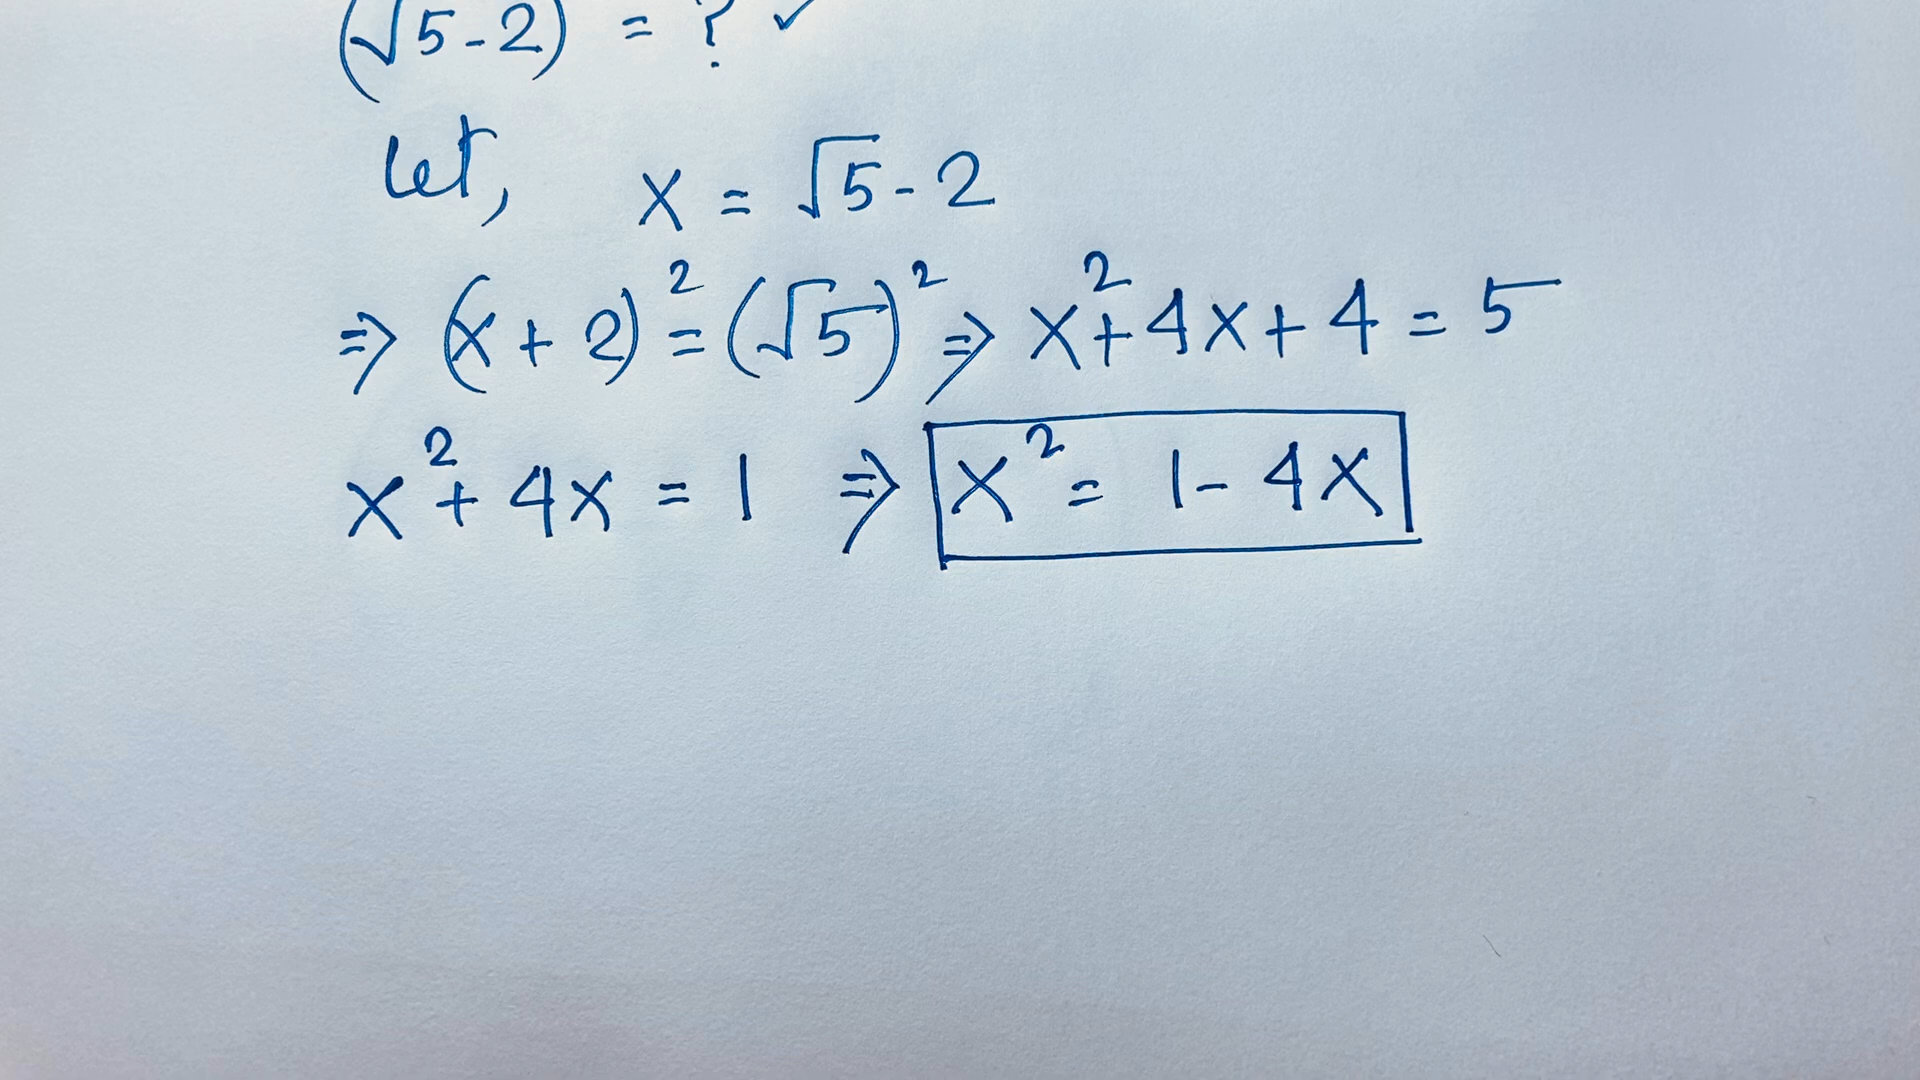 (√5-2) = ? ✓
Let, x = √5-2
⇒ (x+2)² = (√5)² ⇒ x²+4x+4 = 5
x²+4x = 1 ⇒ x² = 1-4x